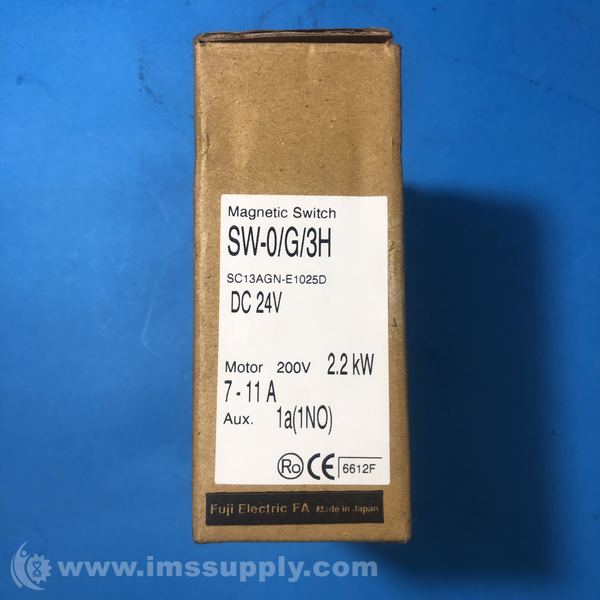 Magnetic Switch
SW-0/G/3H
SC13AGN-E1025D
DC 24V
Motor 200V 2.2 kW
7 - 11 A
Aux. 1a(1NO)
Ro CE 6612F
Fuji Electric FA Made in Japan
www.imssupply.com